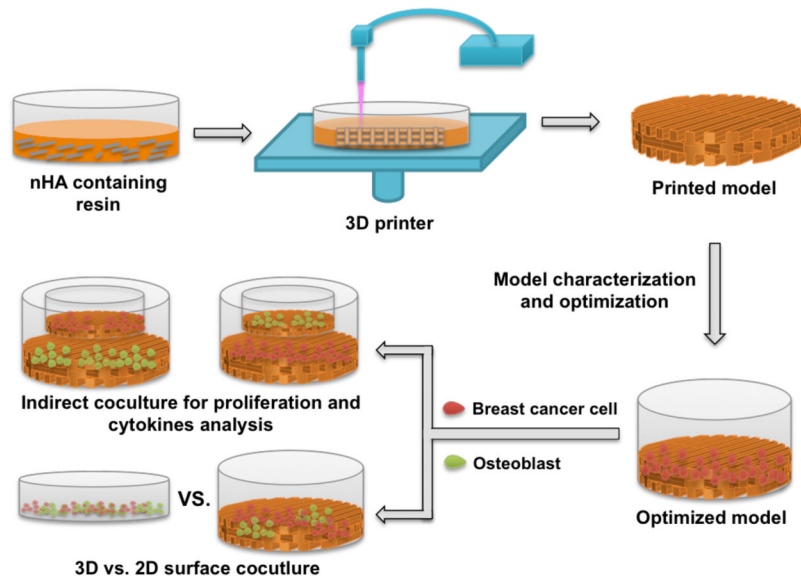 nHA containing
resin
3D printer
Printed model
Model characterization
and optimization
Indirect coculture for proliferation and
cytokines analysis
Breast cancer cell
Osteoblast
Optimized model
VS.
3D vs. 2D surface cocutlure